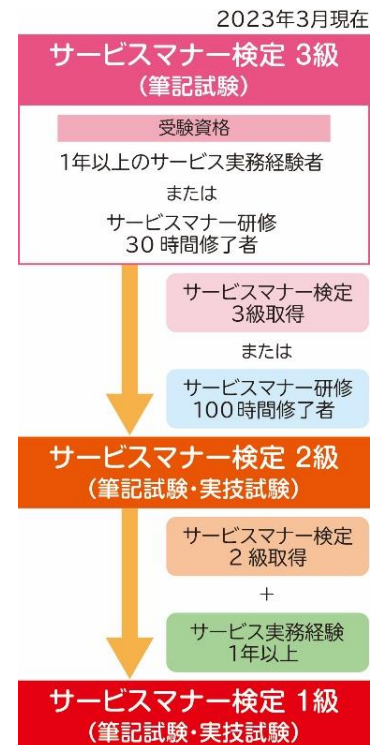 2023年3月現在
サービスマナー検定 3級
（筆記試験）
受験資格
1年以上のサービス実務経験者
または
サービスマナー研修
30時間修了者
サービスマナー検定
3級取得
または
サービスマナー研修
100時間修了者
サービスマナー検定 2級
（筆記試験・実技試験）
サービスマナー検定
2 級取得
+
サービス実務経験
1年以上
サービスマナー検定 1級
（筆記試験・実技試験）